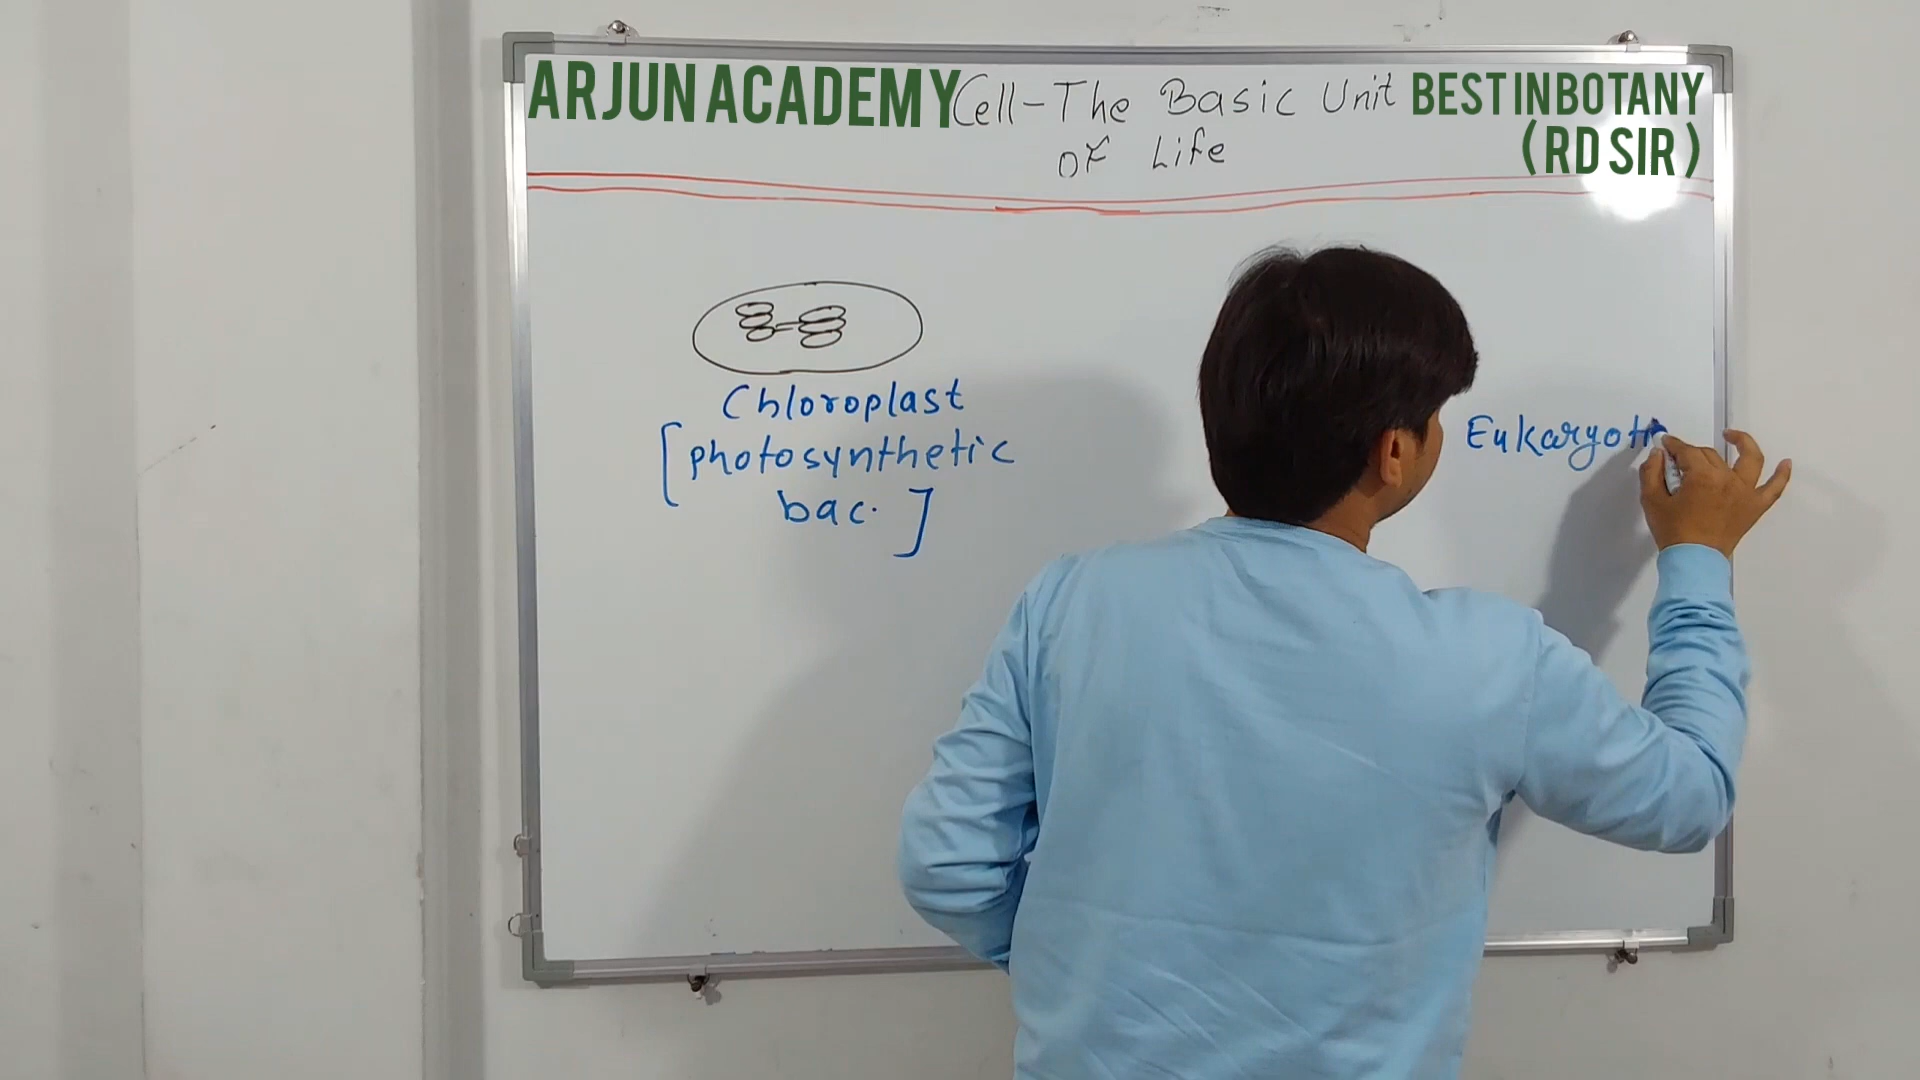 ARJUN ACADEMY
Cell-The Basic Unit
of Life
BEST IN BOTANY
(RD SIR)
Chloroplast
[photosynthetic
bac.]